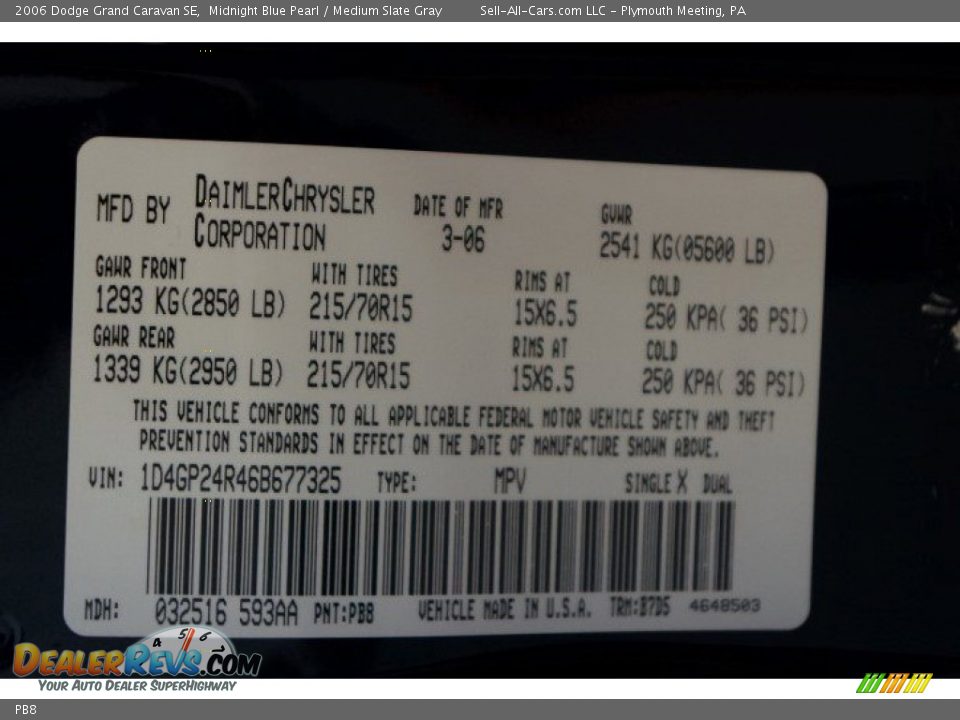 2006 Dodge Grand Caravan SE,  Midnight Blue Pearl / Medium Slate Gray  Sell-All-Cars.com LLC - Plymouth Meeting, PA
MFD BY DAIMLERCHRYSLER CORPORATION  DATE OF MFR 3-06  GVWR 2541 KG(05600 LB)
GAWR FRONT  WITH TIRES  RIMS AT  COLD
1293 KG(2850 LB)  215/70R15  15X6.5  250 KPA( 36 PSI)
GAWR REAR  WITH TIRES  RIMS AT  COLD
1339 KG(2950 LB)  215/70R15  15X6.5  250 KPA( 36 PSI)
THIS VEHICLE CONFORMS TO ALL APPLICABLE FEDERAL MOTOR VEHICLE SAFETY AND THEFT
PREVENTION STANDARDS IN EFFECT ON THE DATE OF MANUFACTURE SHOWN ABOVE.
VIN: 1D4GP24R46B677325  TYPE: MPV  SINGLE X DUAL
MDH: 032516 593AA PNT:PB8  VEHICLE MADE IN U.S.A.  TRM:B7D5  4648503
4 5 6 7
DEALERREVS.COM
YOUR AUTO DEALER SUPERHIGHWAY
PB8